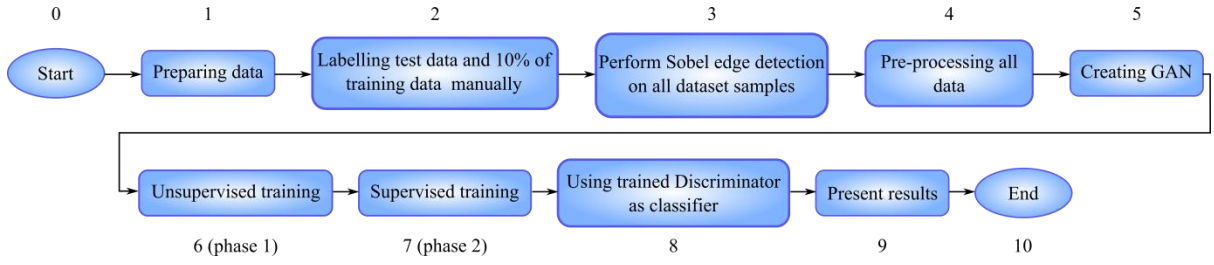 0 1 2 3 4 5
Start
Preparing data
Labelling test data and 10% of
training data manually
Perform Sobel edge detection
on all dataset samples
Pre-processing all
data
Creating GAN
Unsupervised training
Supervised training
Using trained Discriminator
as classifier
Present results
End
6 (phase 1) 7 (phase 2) 8 9 10